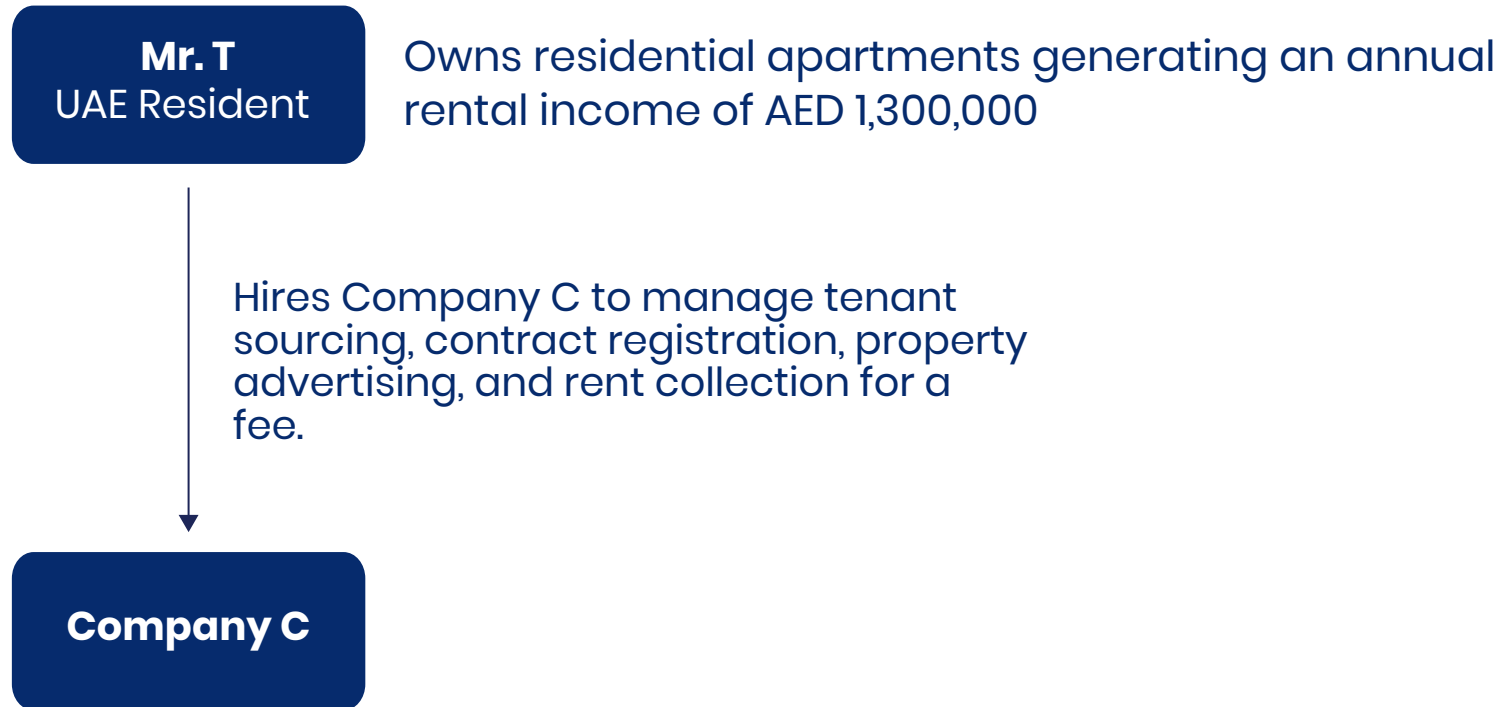 Mr. T
UAE Resident
Owns residential apartments generating an annual
rental income of AED 1,300,000
Hires Company C to manage tenant
sourcing, contract registration, property
advertising, and rent collection for a
fee.
Company C